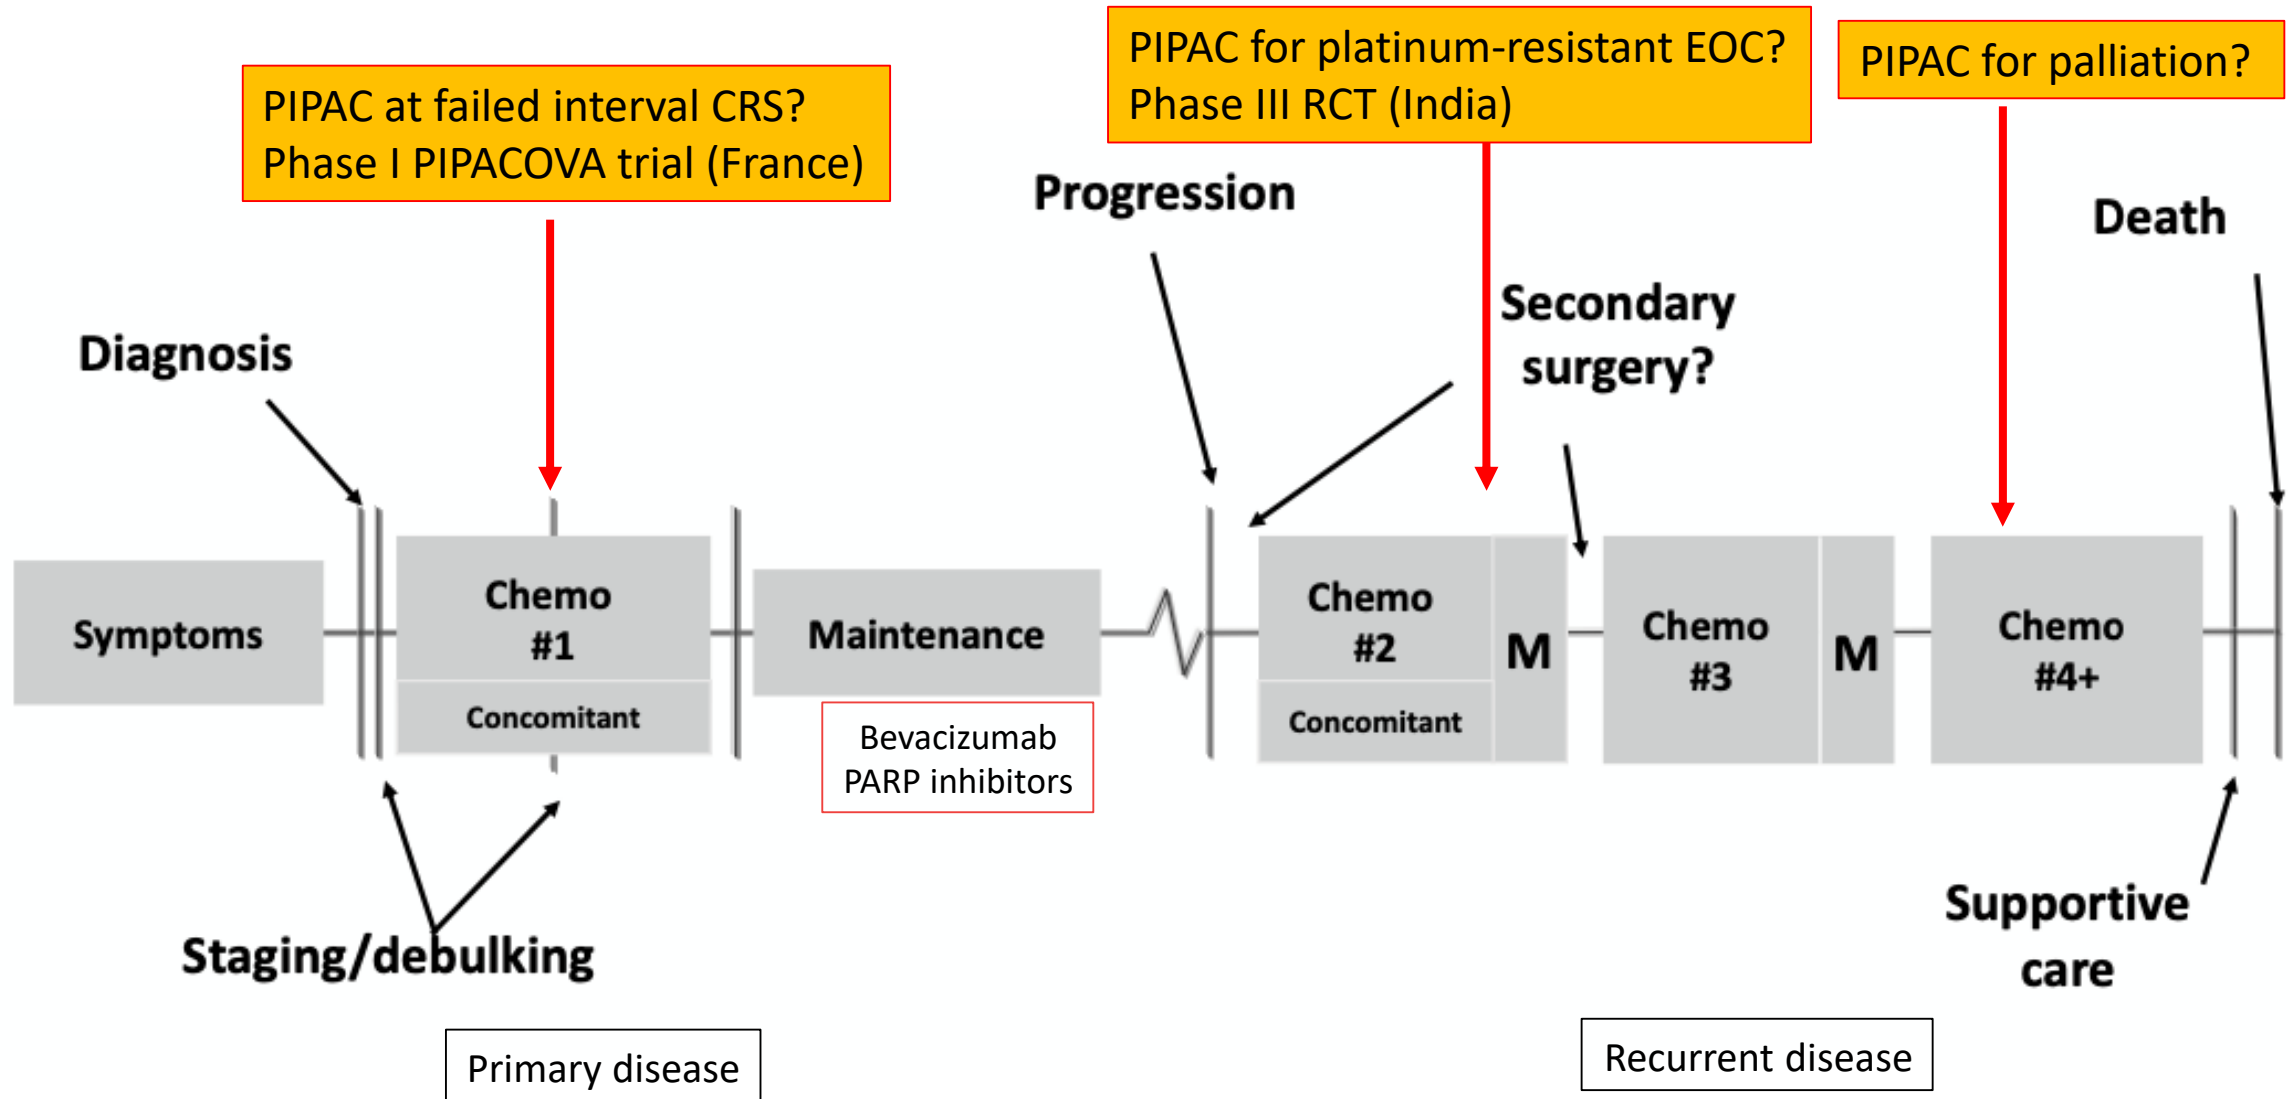 PIPAC at failed interval CRS?
Phase I PIPACOVA trial (France)
PIPAC for platinum-resistant EOC?
Phase III RCT (India)
PIPAC for palliation?
Diagnosis
Progression
Secondary
surgery?
Death
Symptoms
Chemo
#1
Concomitant
Maintenance
Bevacizumab
PARP inhibitors
Chemo
#2
Concomitant
M
Chemo
#3
M
Chemo
#4+
Staging/debulking
Supportive
care
Primary disease
Recurrent disease